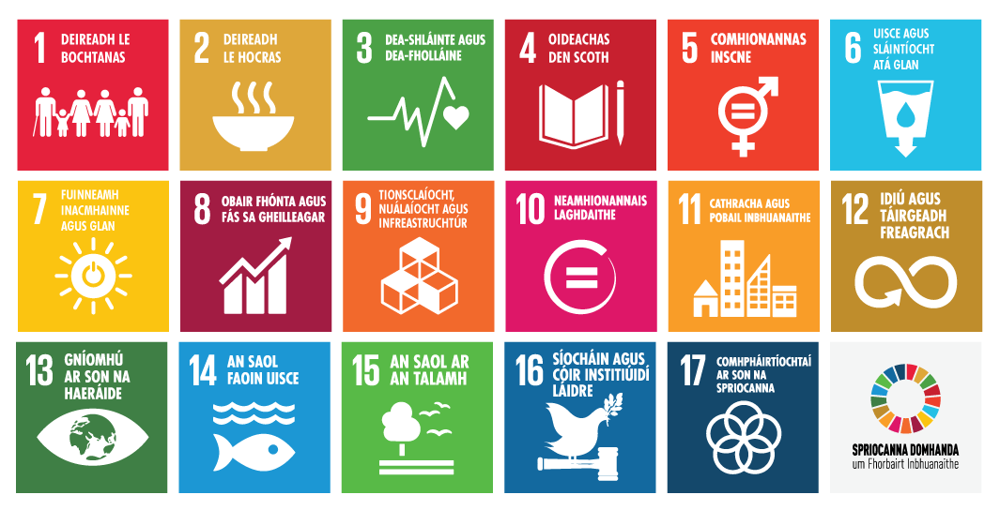 1 DEIREADH LE
BOCHTANAS
2 DEIREADH
LE HOCRAS
3 DEA-SHLÁINTE AGUS
DEA-FHOLLÁINE
4 OIDEACHAS
DEN SCOTH
5 COMHIONANNAS
INSCNE
6 UISCE AGUS
SLÁINTÍOCHT
ATÁ GLAN
7 FUINNEAMH
INACMHAINNE
AGUS GLAN
8 OBAIR FHÓNTA AGUS
FÁS SA GHEILLEAGAR
9 TIONSCLAÍOCHT,
NUÁLAÍOCHT AGUS
INFREASTRUCHTÚR
10 NEAMHIONANNAIS
LAGHDAITHE
11 CATHRACHA AGUS
POBAIL INBHUANAITHE
12 IDIÚ AGUS
TÁIRGEADH
FREAGRACH
13 GNÍOMHÚ
AR SON NA
HAERÁIDE
14 AN SAOL
FAOIN UISCE
15 AN SAOL AR
AN TALAMH
16 SÍOCHÁIN AGUS
CÓIR INSTITIÚIDÍ
LÁIDRE
17 COMHPHÁIRTÍOCHTAÍ
AR SON NA
SPRIOCANNA
SPRIOCANNA DOMHANDA
um Fhorbairt Inbhuanaithe